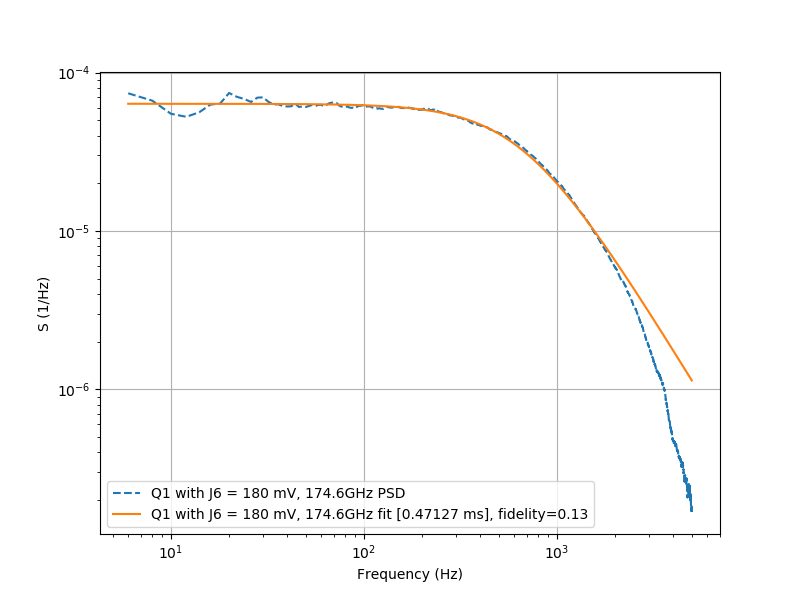 10⁻⁴
10⁻⁵
10⁻⁶
S (1/Hz)
Q1 with J6 = 180 mV, 174.6GHz PSD
Q1 with J6 = 180 mV, 174.6GHz fit [0.47127 ms], fidelity=0.13
10¹ 10² 10³
Frequency (Hz)